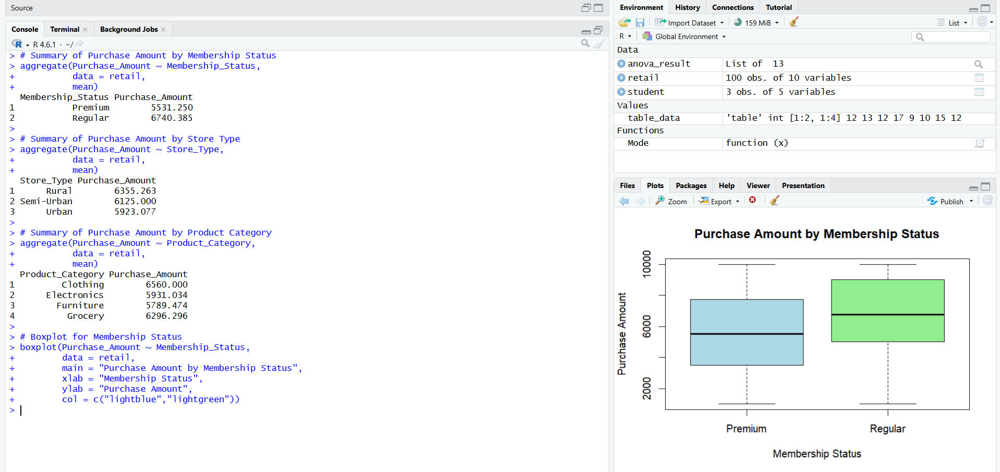 Source
Console Terminal Background Jobs
R 4.6.1 · ~/
> # Summary of Purchase Amount by Membership Status
> aggregate(Purchase_Amount ~ Membership_Status,
+           data = retail,
+           mean)
  Membership_Status Purchase_Amount
1           Premium        5531.250
2           Regular        6740.385
>
> # Summary of Purchase Amount by Store Type
> aggregate(Purchase_Amount ~ Store_Type,
+           data = retail,
+           mean)
  Store_Type Purchase_Amount
1      Rural        6355.263
2 Semi-Urban        6125.000
3      Urban        5923.077
>
> # Summary of Purchase Amount by Product Category
> aggregate(Purchase_Amount ~ Product_Category,
+           data = retail,
+           mean)
  Product_Category Purchase_Amount
1         Clothing        6560.000
2      Electronics        5931.034
3        Furniture        5789.474
4          Grocery        6296.296
>
> # Boxplot for Membership Status
> boxplot(Purchase_Amount ~ Membership_Status,
+         data = retail,
+         main = "Purchase Amount by Membership Status",
+         xlab = "Membership Status",
+         ylab = "Purchase Amount",
+         col = c("lightblue","lightgreen"))
>
Environment History Connections Tutorial
Import Dataset 159 MiB List
R Global Environment
Data
anova_result List of  13
retail 100 obs. of 10 variables
student 3 obs. of 5 variables
Values
table_data 'table' int [1:2, 1:4] 12 13 12 17 9 10 15 12
Functions
Mode function (x)
Files Plots Packages Help Viewer Presentation
Zoom Export Publish
Purchase Amount by Membership Status
10000
6000
2000
Purchase Amount
Premium Regular
Membership Status